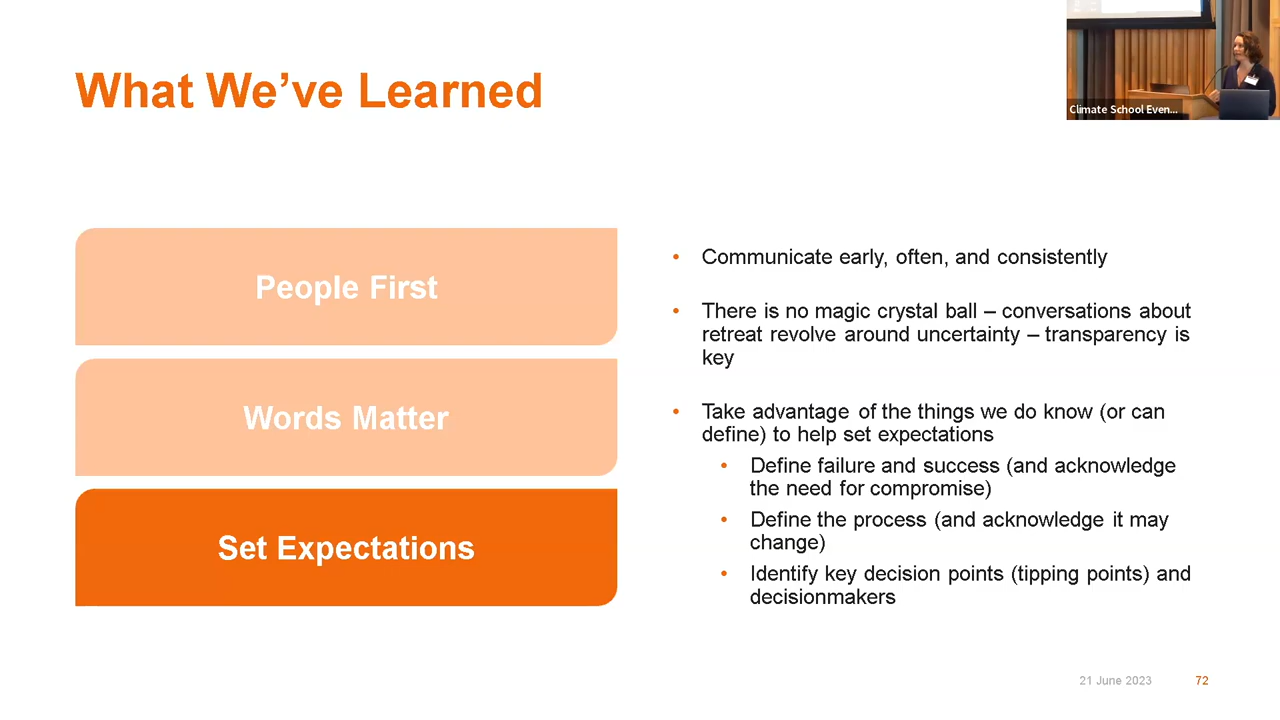 What We've Learned
Climate School Even...
People First
Words Matter
Set Expectations
• Communicate early, often, and consistently
• There is no magic crystal ball – conversations about
retreat revolve around uncertainty – transparency is
key
• Take advantage of the things we do know (or can
define) to help set expectations
• Define failure and success (and acknowledge
the need for compromise)
• Define the process (and acknowledge it may
change)
• Identify key decision points (tipping points) and
decisionmakers
21 June 2023
72